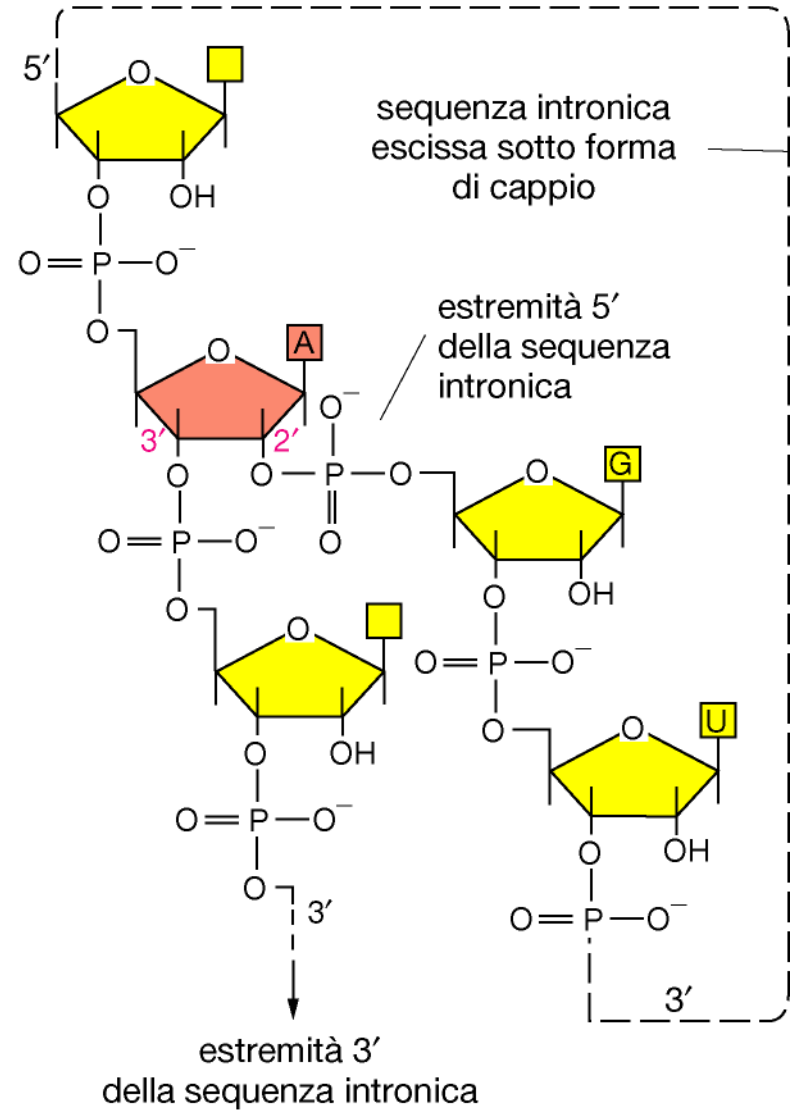 5′
O
sequenza intronica
escissa sotto forma
di cappio
O
OH
O=P—O⁻
O
O
A
estremità 5′
della sequenza
intronica
3′
2′
O⁻
O
O—P—O
O
G
O
O=P—O⁻
O
O
OH
O
O
O=P—O⁻
O
OH
O
O
U
O=P—O⁻
O
OH
O
3′
O=P—O⁻
3′
estremità 3′
della sequenza intronica